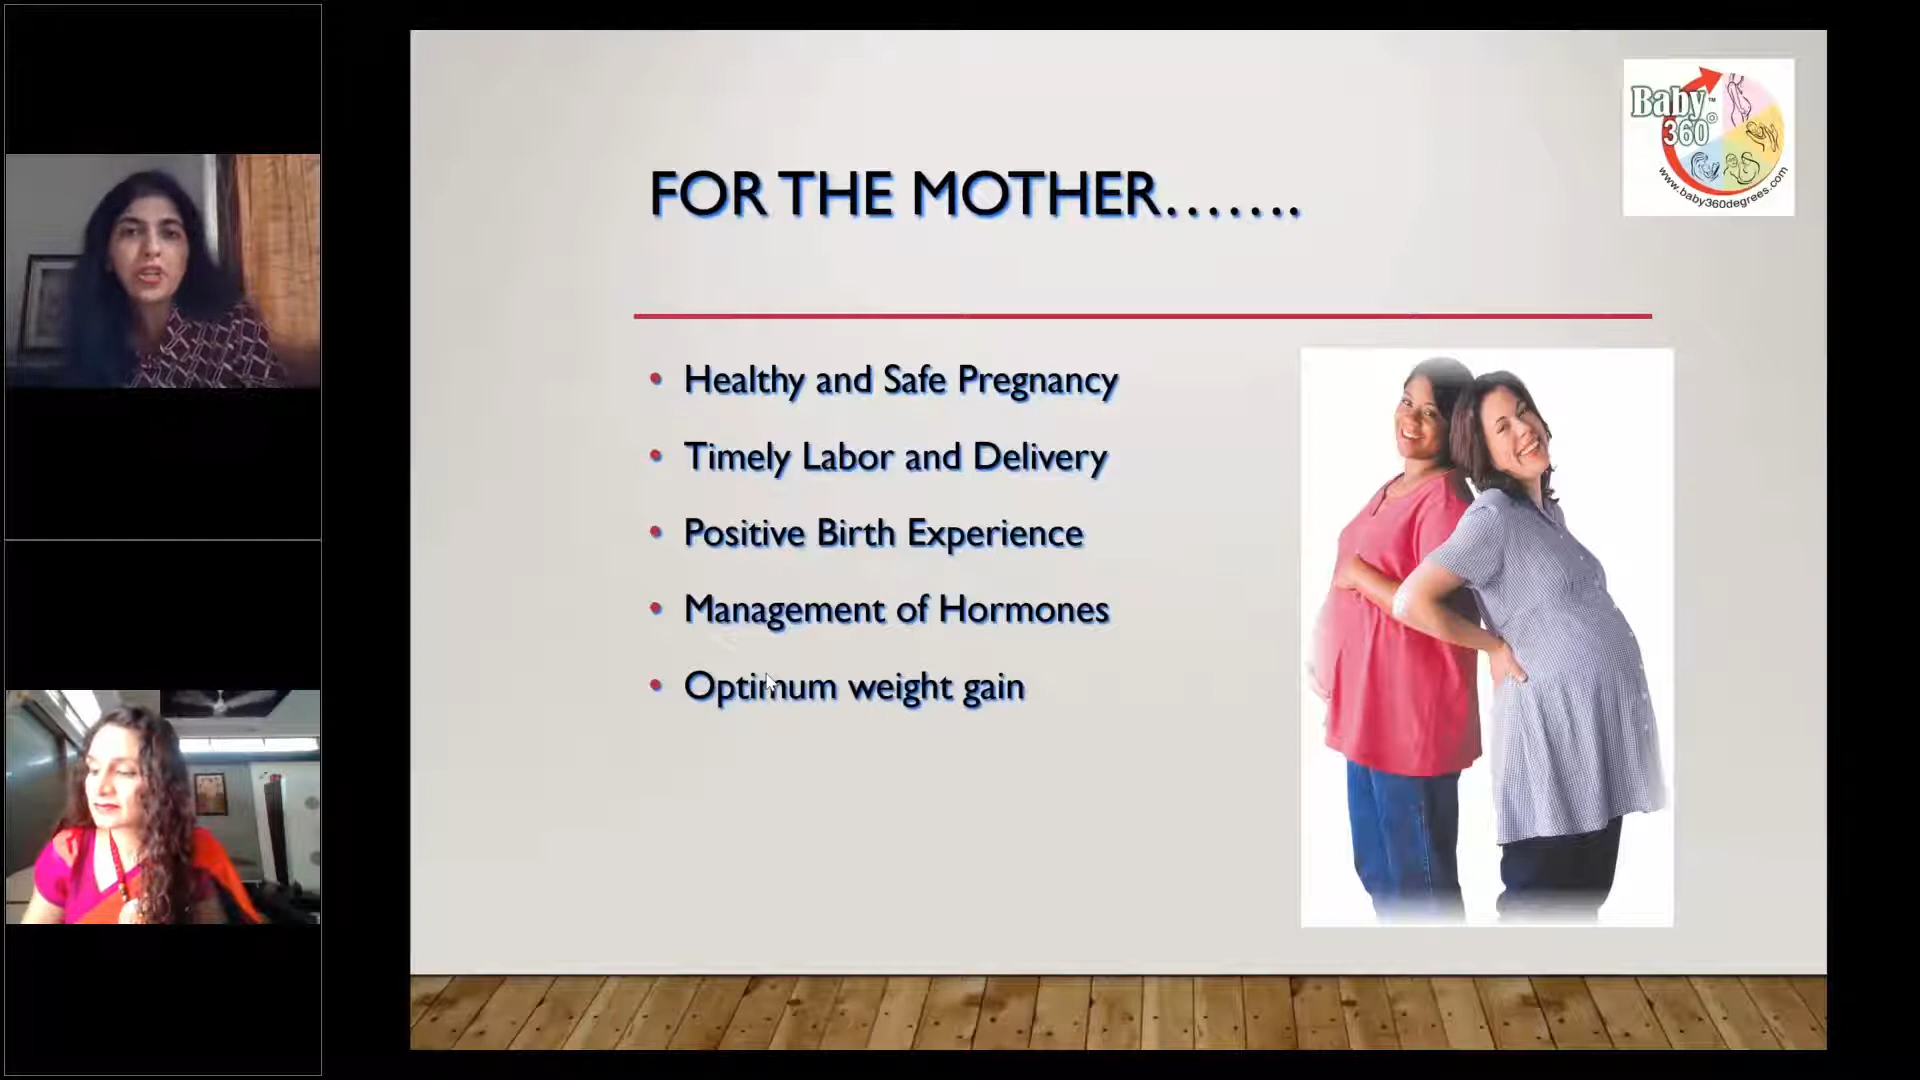 Baby™
360°
www.baby360degrees.com
FOR THE MOTHER.......
• Healthy and Safe Pregnancy
• Timely Labor and Delivery
• Positive Birth Experience
• Management of Hormones
• Optimum weight gain